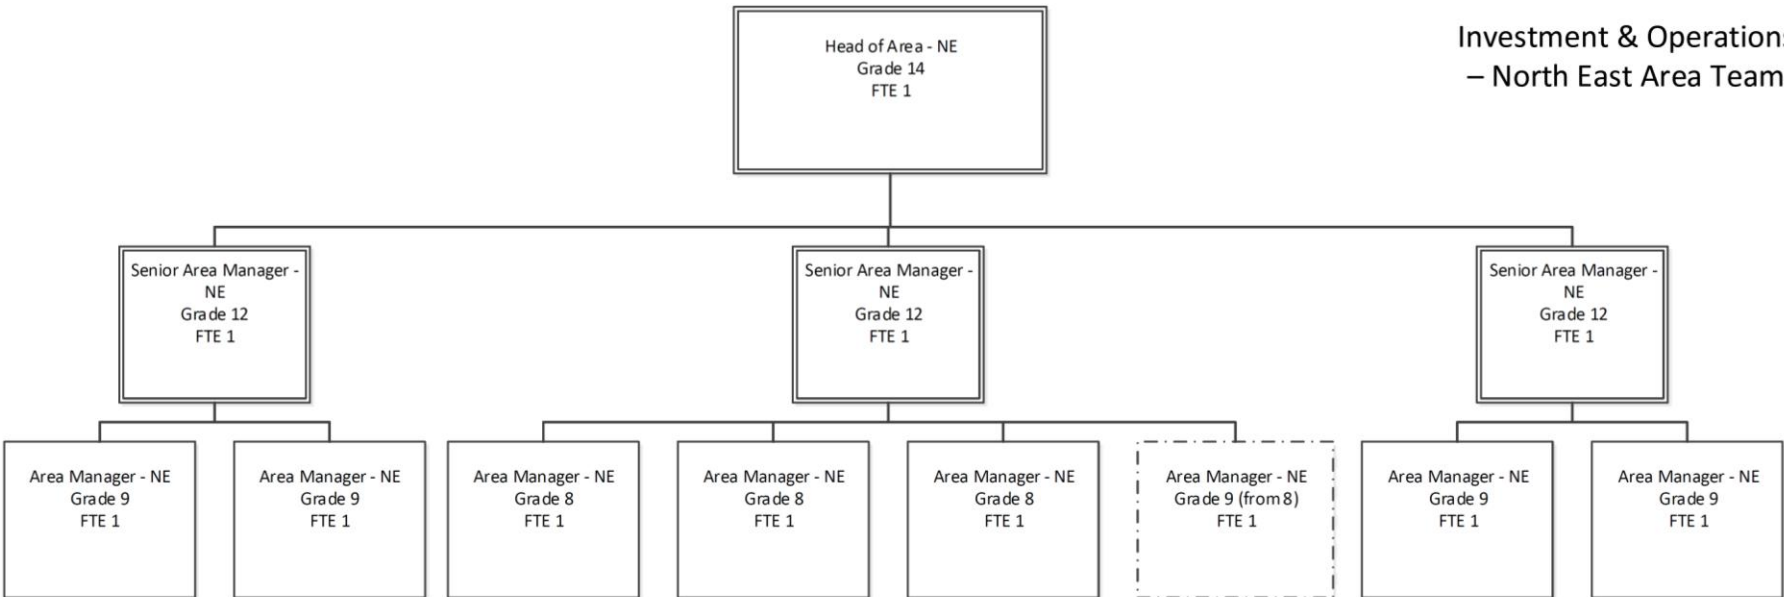 Investment & Operations
– North East Area Team
Head of Area - NE
Grade 14
FTE 1
Senior Area Manager -
NE
Grade 12
FTE 1
Senior Area Manager -
NE
Grade 12
FTE 1
Senior Area Manager -
NE
Grade 12
FTE 1
Area Manager - NE
Grade 9
FTE 1
Area Manager - NE
Grade 9
FTE 1
Area Manager - NE
Grade 8
FTE 1
Area Manager - NE
Grade 8
FTE 1
Area Manager - NE
Grade 8
FTE 1
Area Manager - NE
Grade 9 (from 8)
FTE 1
Area Manager - NE
Grade 9
FTE 1
Area Manager - NE
Grade 9
FTE 1